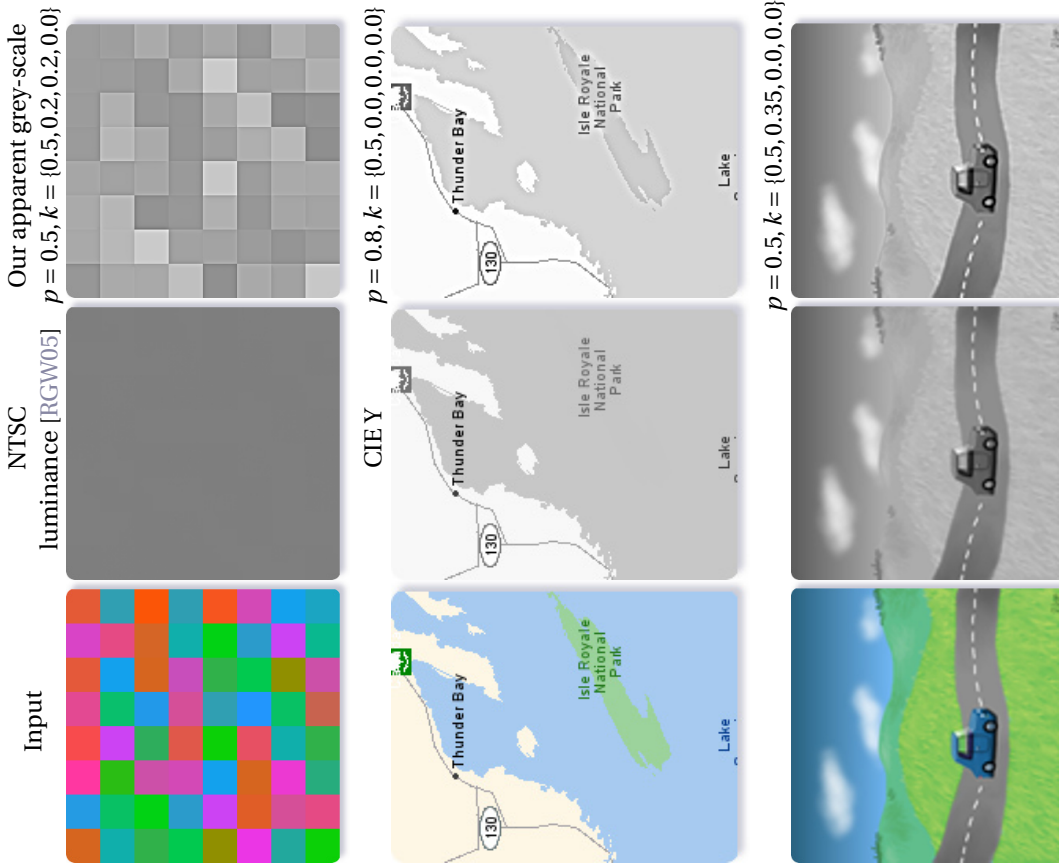 Input
NTSC
luminance [RGW05]
Our apparent grey-scale
p = 0.5, k = {0.5, 0.2, 0.2, 0.0}
130
Thunder Bay
Isle Royale
National
Park
Lake
CIE Y
130
Thunder Bay
Isle Royale
National
Park
Lake
p = 0.8, k = {0.5, 0.0, 0.0, 0.0}
130
Thunder Bay
Isle Royale
National
Park
Lake
p = 0.5, k = {0.5, 0.35, 0.0, 0.0}